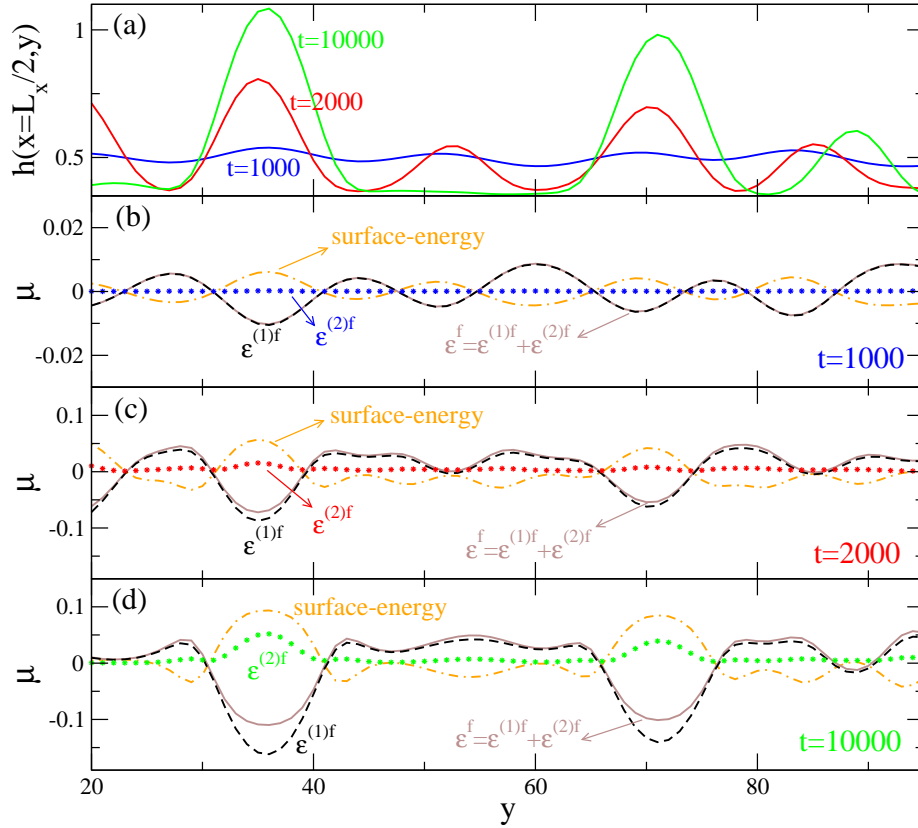 (a)
t=10000
t=2000
t=1000
h(x=L_x/2,y)
1
0.5
(b)
surface-energy
0.02
0
-0.02
μ
ε^(1)f
ε^(2)f
ε^f=ε^(1)f+ε^(2)f
t=1000
(c)
surface-energy
0.1
0
-0.1
μ
ε^(1)f
ε^(2)f
ε^f=ε^(1)f+ε^(2)f
t=2000
(d)
surface-energy
0.1
0
-0.1
μ
ε^(2)f
ε^(1)f
ε^f=ε^(1)f+ε^(2)f
t=10000
20 40 60 80
y